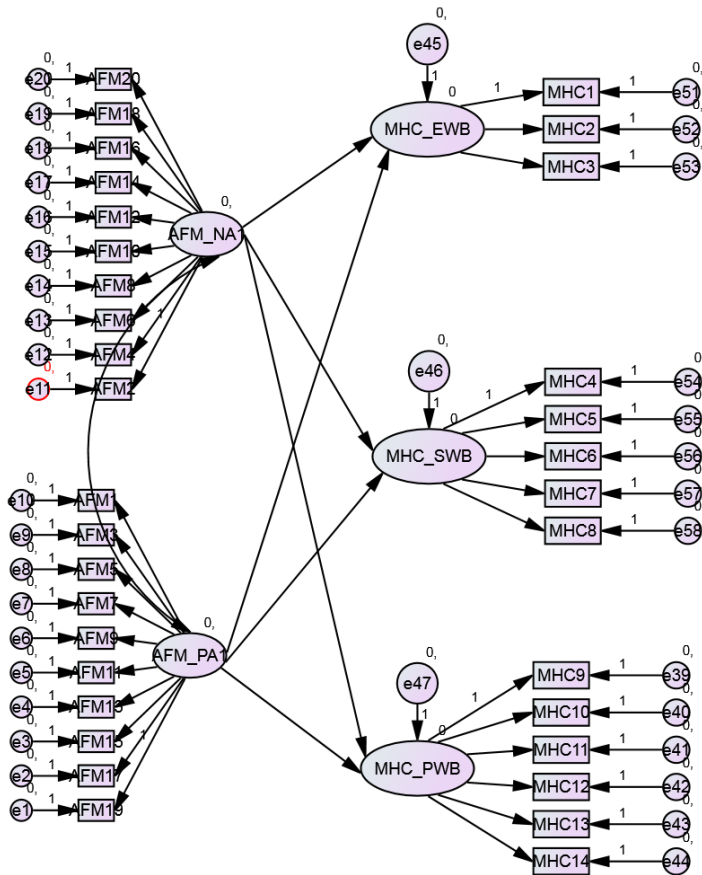 0,
e45
1
0
MHC_EWB
1
MHC1
1
0,
e51
MHC2
1
0,
e52
MHC3
1
0,
e53
0,
e20
1
AFM20
0,
e19
1
AFM18
0,
e18
1
AFM16
0,
e17
1
AFM14
0,
e16
1
AFM12
0,
e15
1
AFM10
0,
e14
1
AFM8
0,
e13
1
AFM6
0,
e12
1
AFM4
0,
e11
1
AFM2
1
0,
AFM_NA1
0,
e46
1
0
MHC_SWB
1
MHC4
1
0
e54
MHC5
1
0
e55
MHC6
1
0
e56
MHC7
1
0
e57
MHC8
1
0
e58
0,
e10
1
AFM1
0,
e9
1
AFM3
0,
e8
1
AFM5
0,
e7
1
AFM7
0,
e6
1
AFM9
0,
e5
1
0,
e4
1
AFM13
0,
e3
1
AFM15
0,
e2
1
0,
e1
1
AFM19
1
0,
AFM_PA1
0,
e47
1
0
MHC_PWB
1
MHC9
1
0,
e39
MHC10
1
0,
e40
MHC11
1
0,
e41
MHC12
1
0,
e42
MHC13
1
0,
e43
MHC14
1
0,
e44